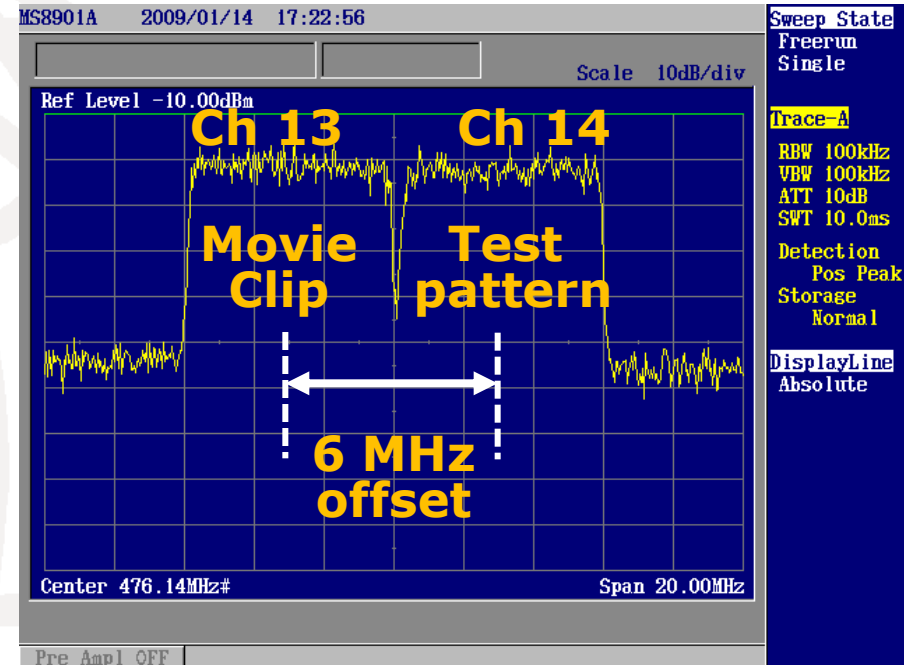 MS8901A 2009/01/14 17:22:56
Scale 10dB/div
Ref Level -10.00dBm
Ch 13 Ch 14
Movie Clip
Test pattern
6 MHz
offset
Center 476.14MHz# Span 20.00MHz
Pre Ampl OFF
Sweep State
Freerun
Single
Trace-A
RBW 100kHz
VBW 100kHz
ATT 10dB
SWT 10.0ms
Detection
Pos Peak
Storage
Normal
DisplayLine
Absolute